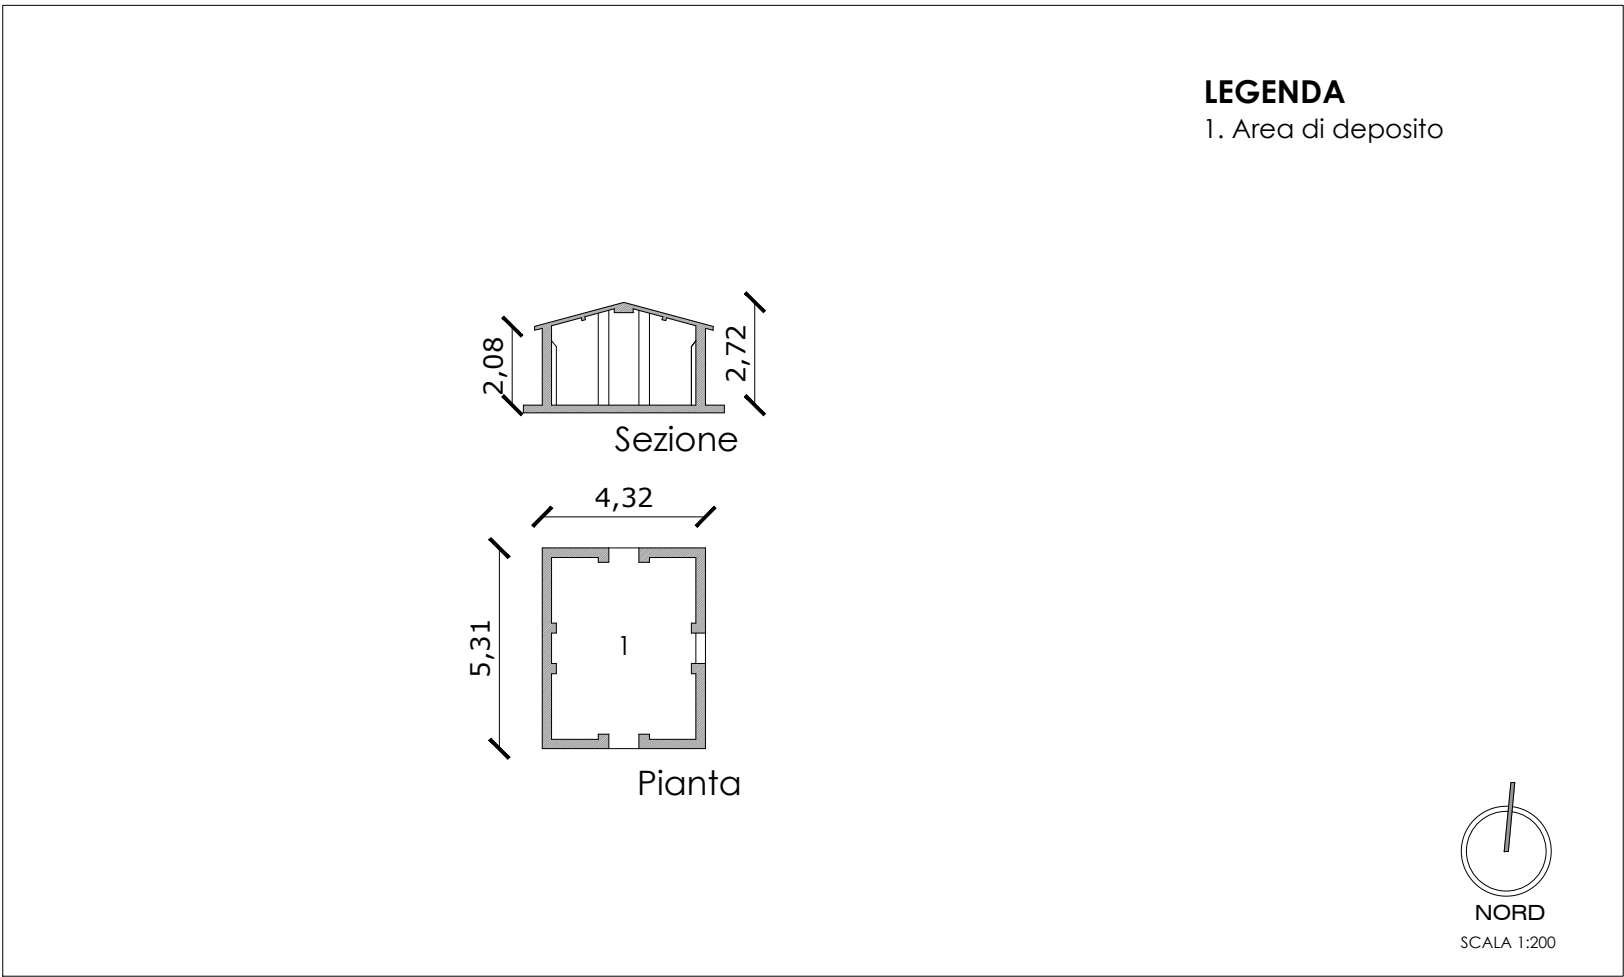 LEGENDA
1. Area di deposito
2,08
2,72
Sezione
4,32
5,31
1
Pianta
NORD
SCALA 1:200